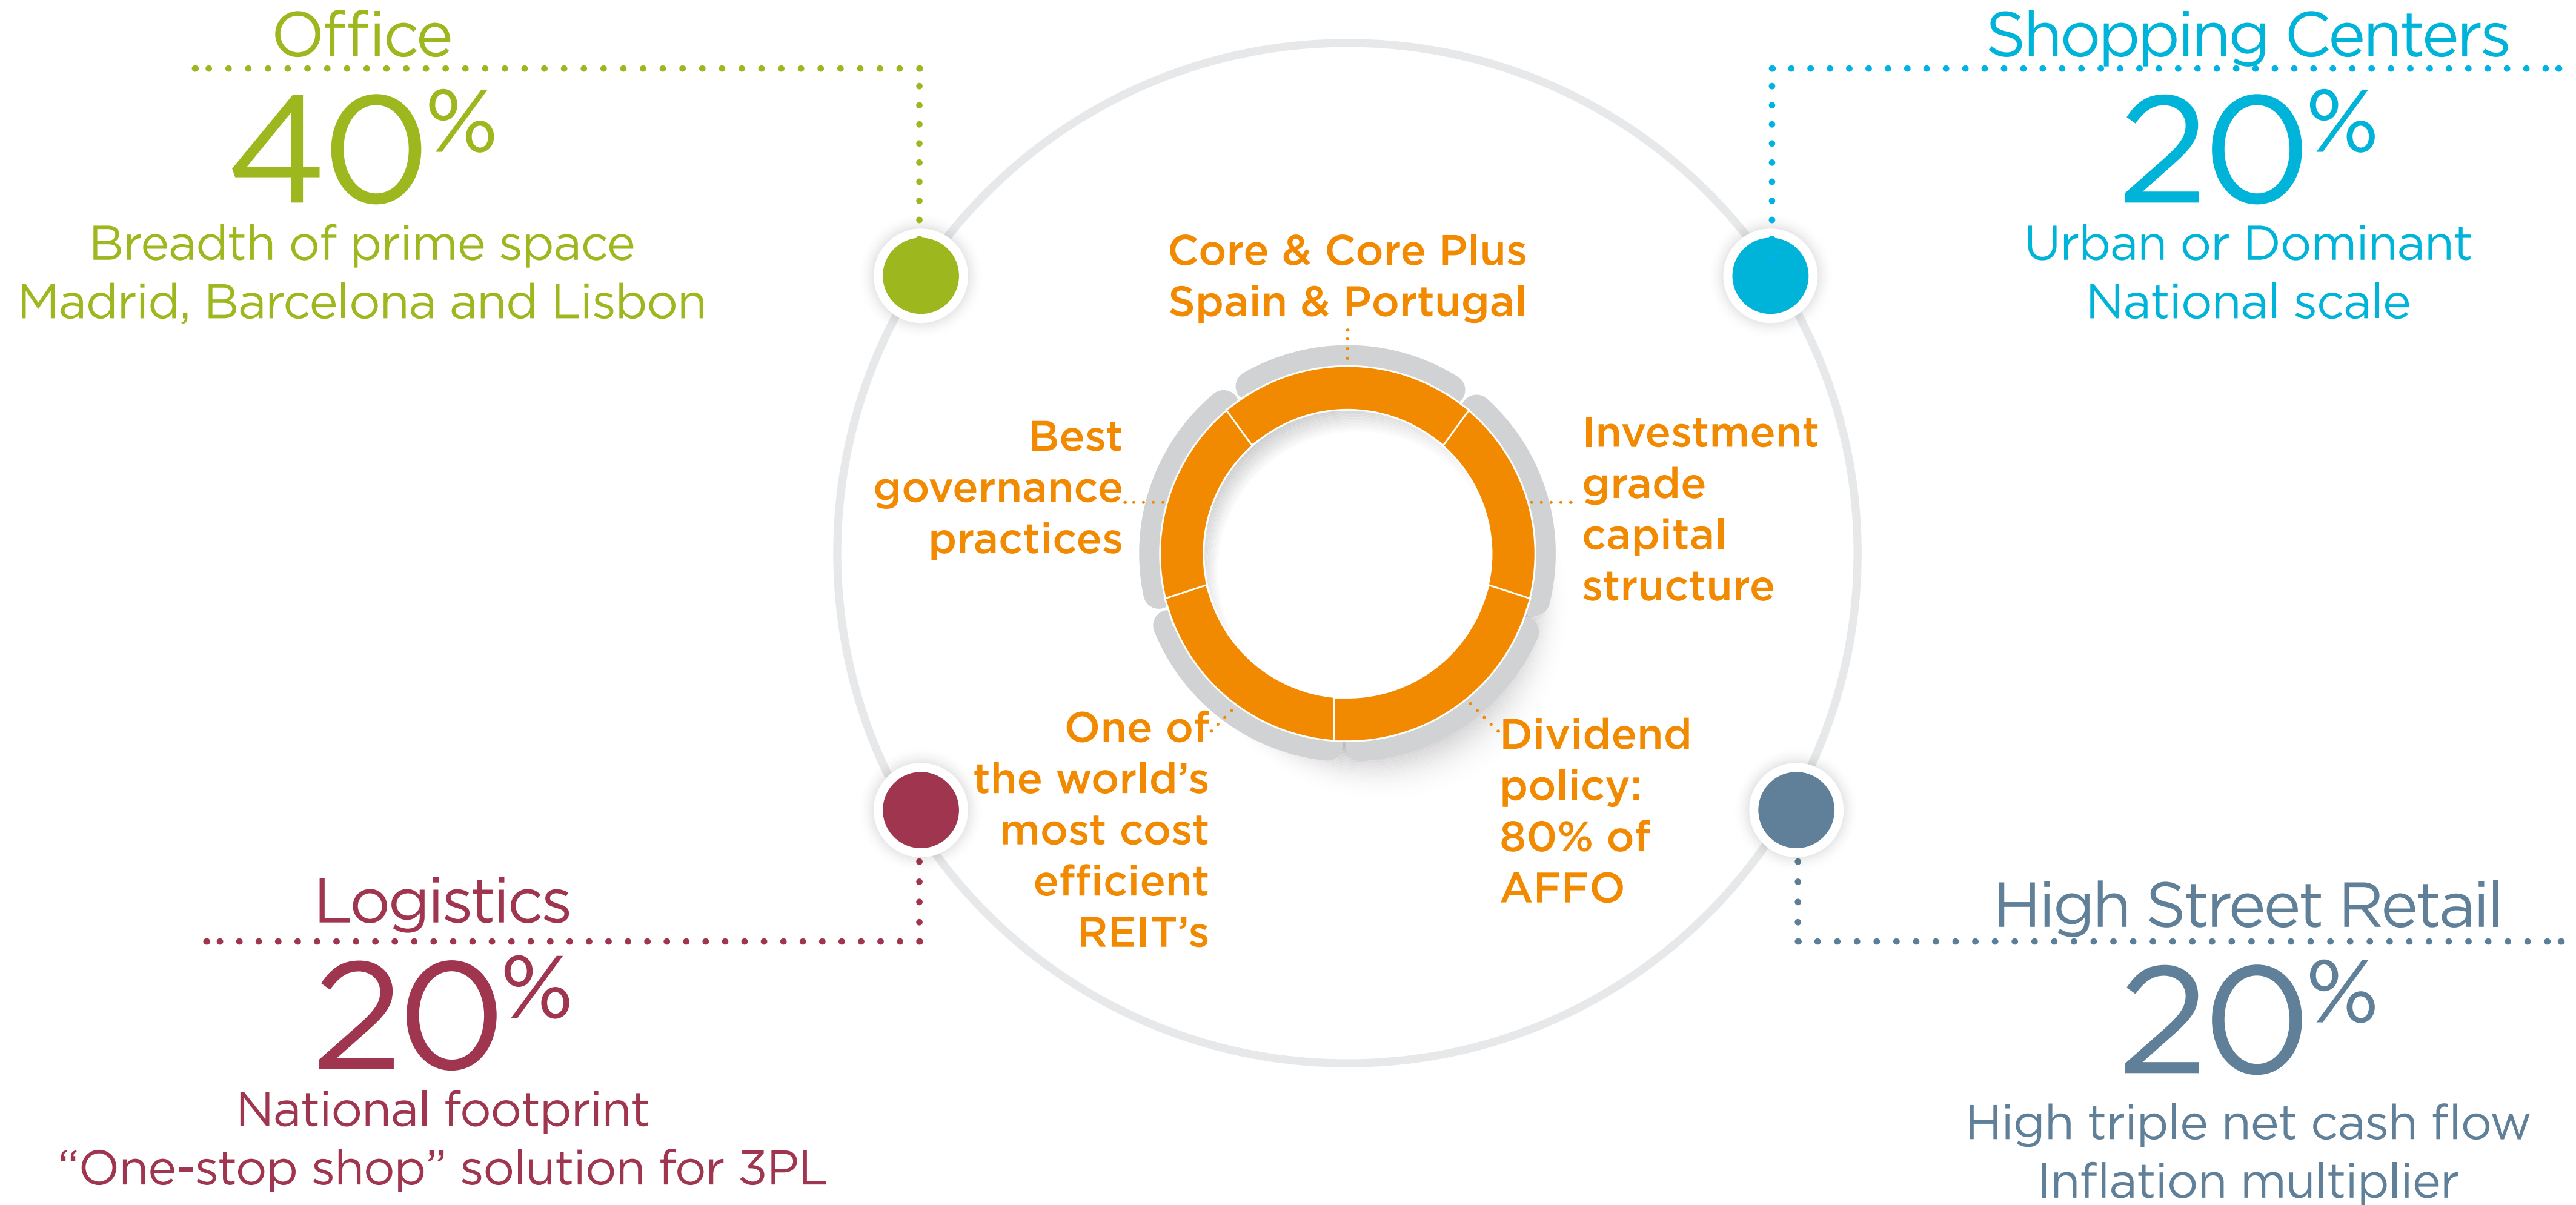 Office
40%
Breadth of prime space
Madrid, Barcelona and Lisbon
Shopping Centers
20%
Urban or Dominant
National scale
Core & Core Plus
Spain & Portugal
Best
governance
practices
Investment
grade
capital
structure
One of
the world’s
most cost
efficient
REIT’s
Dividend
policy:
80% of
AFFO
Logistics
20%
National footprint
“One-stop shop” solution for 3PL
High Street Retail
20%
High triple net cash flow
Inflation multiplier